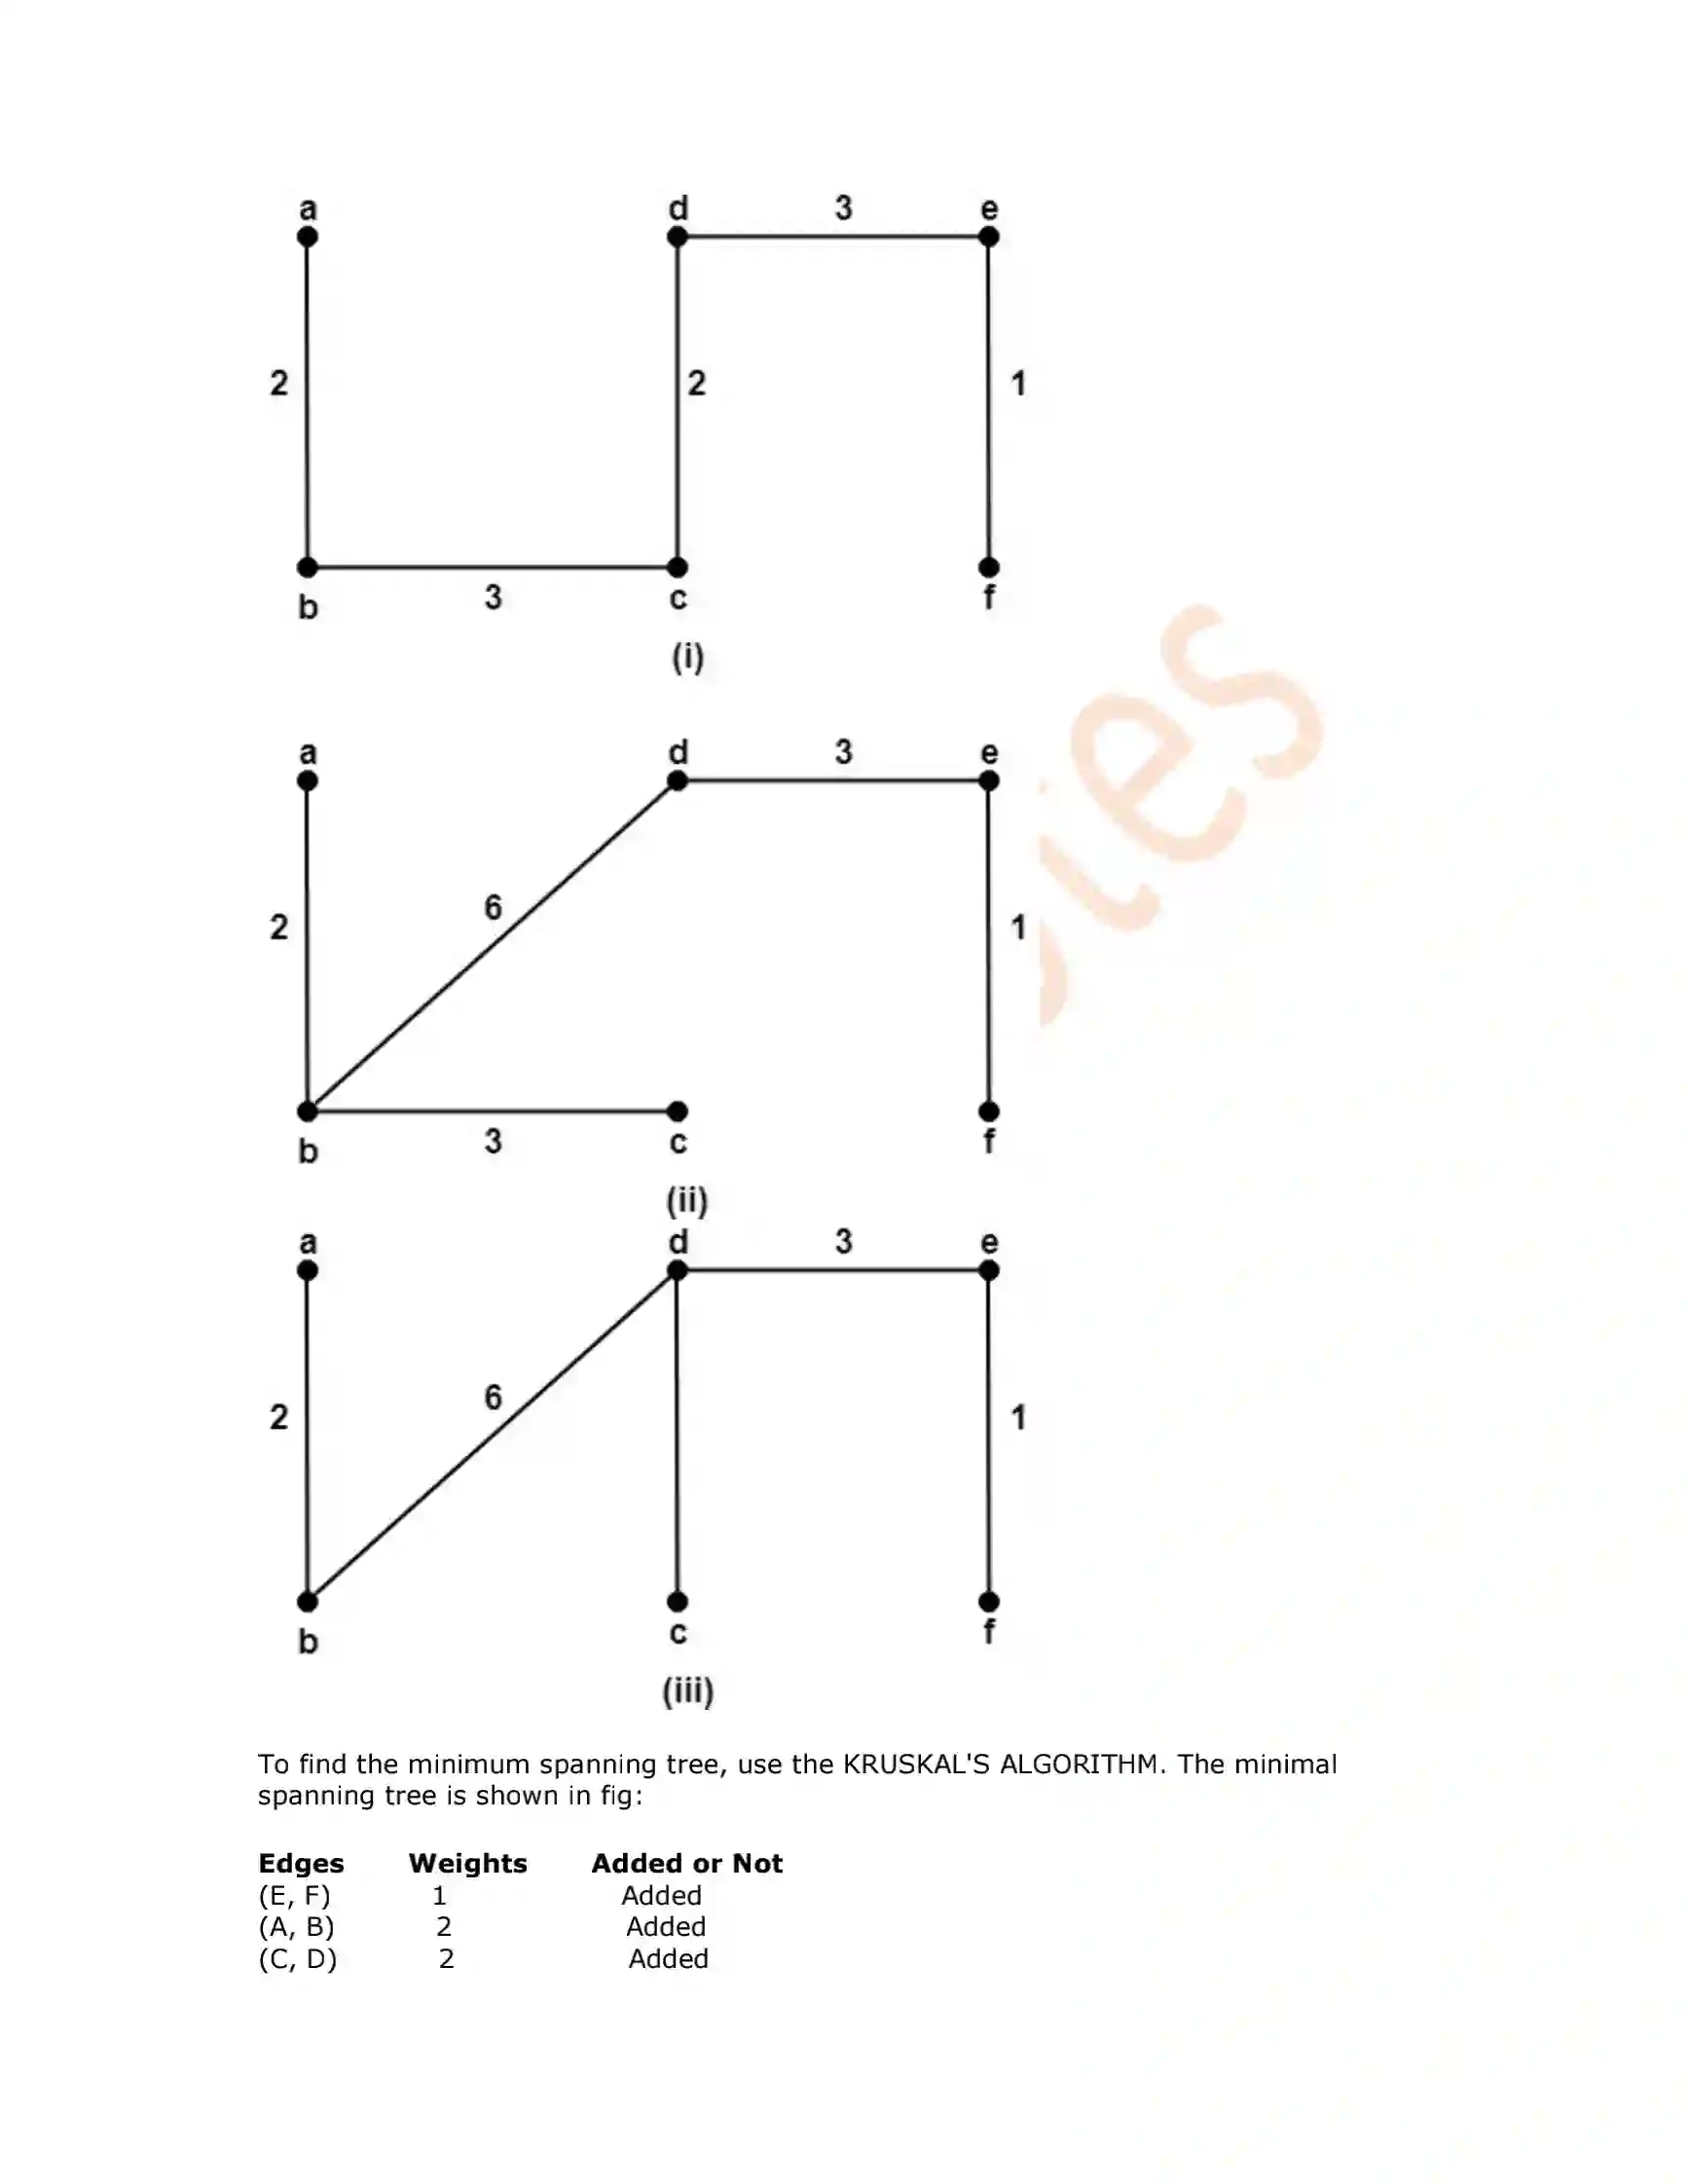 a d 3 e
2 2 1
b 3 c f
(i)
a d 3 e
6
2 1
b 3 c f
(ii)
a d 3 e
6
2 1
b c f
(iii)
ies
To find the minimum spanning tree, use the KRUSKAL'S ALGORITHM. The minimal
spanning tree is shown in fig:
Edges Weights Added or Not
(E, F) 1 Added
(A, B) 2 Added
(C, D) 2 Added